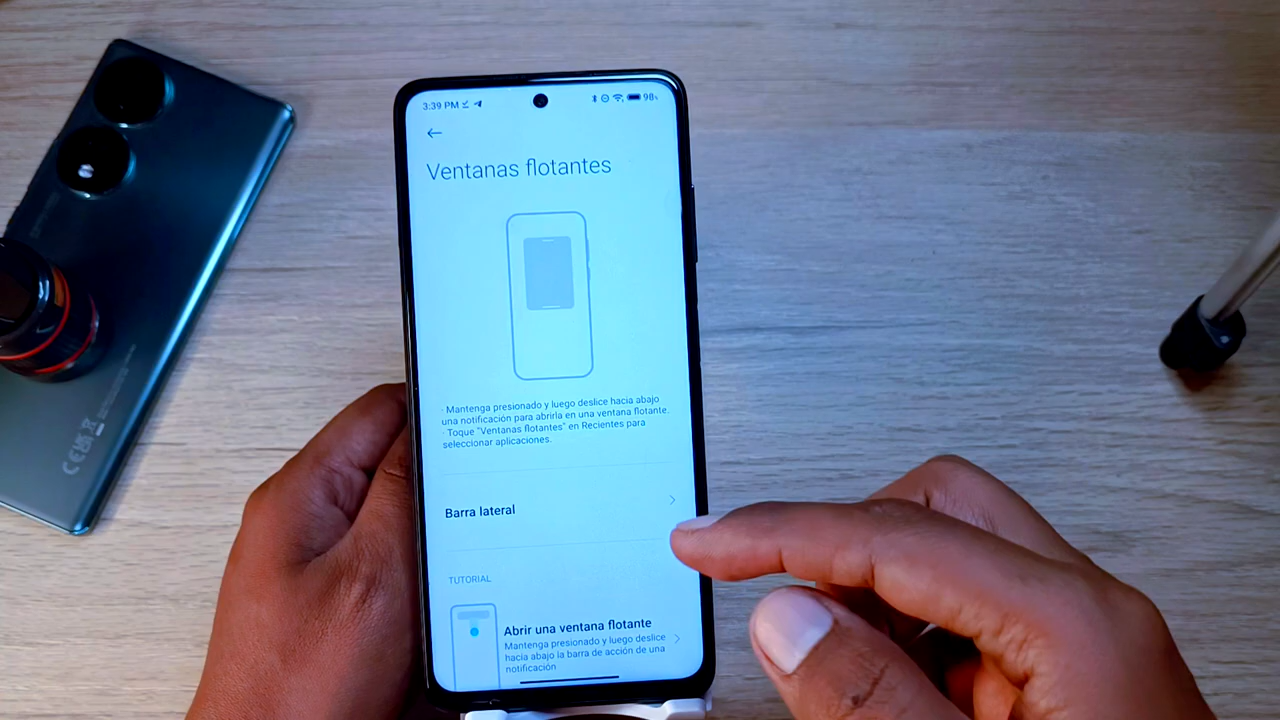 3:39 PM
98%
Ventanas flotantes
· Mantenga presionado y luego deslice hacia abajo
una notificación para abrirla en una ventana flotante.
· Toque "Ventanas flotantes" en Recientes para
seleccionar aplicaciones.
Barra lateral
TUTORIAL
Abrir una ventana flotante
Mantenga presionado y luego deslice
hacia abajo la barra de acción de una
notificación
CE